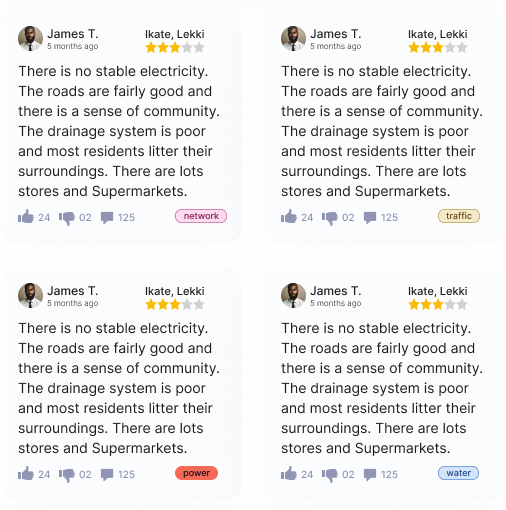 James T.
5 months ago
Ikate, Lekki
There is no stable electricity.
The roads are fairly good and
there is a sense of community.
The drainage system is poor
and most residents litter their
surroundings. There are lots
stores and Supermarkets.
24 02 125 network
James T.
5 months ago
Ikate, Lekki
There is no stable electricity.
The roads are fairly good and
there is a sense of community.
The drainage system is poor
and most residents litter their
surroundings. There are lots
stores and Supermarkets.
24 02 125 traffic
James T.
5 months ago
Ikate, Lekki
There is no stable electricity.
The roads are fairly good and
there is a sense of community.
The drainage system is poor
and most residents litter their
surroundings. There are lots
stores and Supermarkets.
24 02 125 power
James T.
5 months ago
Ikate, Lekki
There is no stable electricity.
The roads are fairly good and
there is a sense of community.
The drainage system is poor
and most residents litter their
surroundings. There are lots
stores and Supermarkets.
24 02 125 water